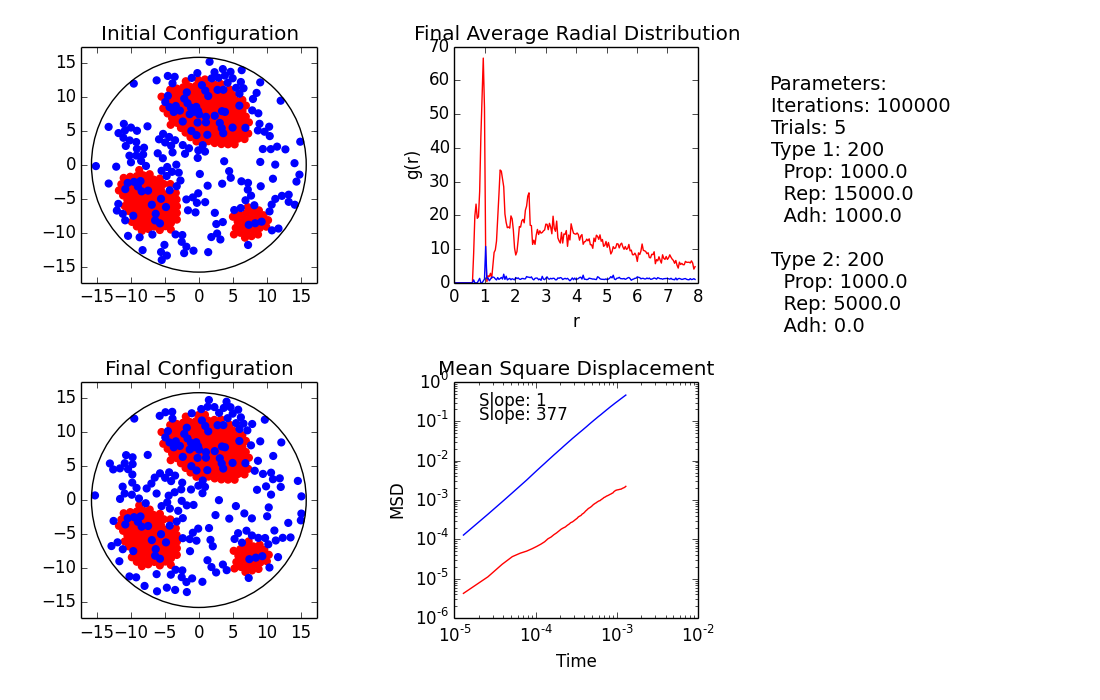 Initial Configuration
15
10
5
0
−5
−10
−15
−15 −10 −5 0 5 10 15
Final Average Radial Distribution
70
60
50
40
30
20
10
0
g(r)
0 1 2 3 4 5 6 7 8
r
Parameters:
Iterations: 100000
Trials: 5
Type 1: 200
Prop: 1000.0
Rep: 15000.0
Adh: 1000.0
Type 2: 200
Prop: 1000.0
Rep: 5000.0
Adh: 0.0
Final Configuration
15
10
5
0
−5
−10
−15
−15 −10 −5 0 5 10 15
Mean Square Displacement
10^0
10^-1
10^-2
10^-3
10^-4
10^-5
10^-6
MSD
Slope: 1
Slope: 377
10^-5 10^-4 10^-3 10^-2
Time